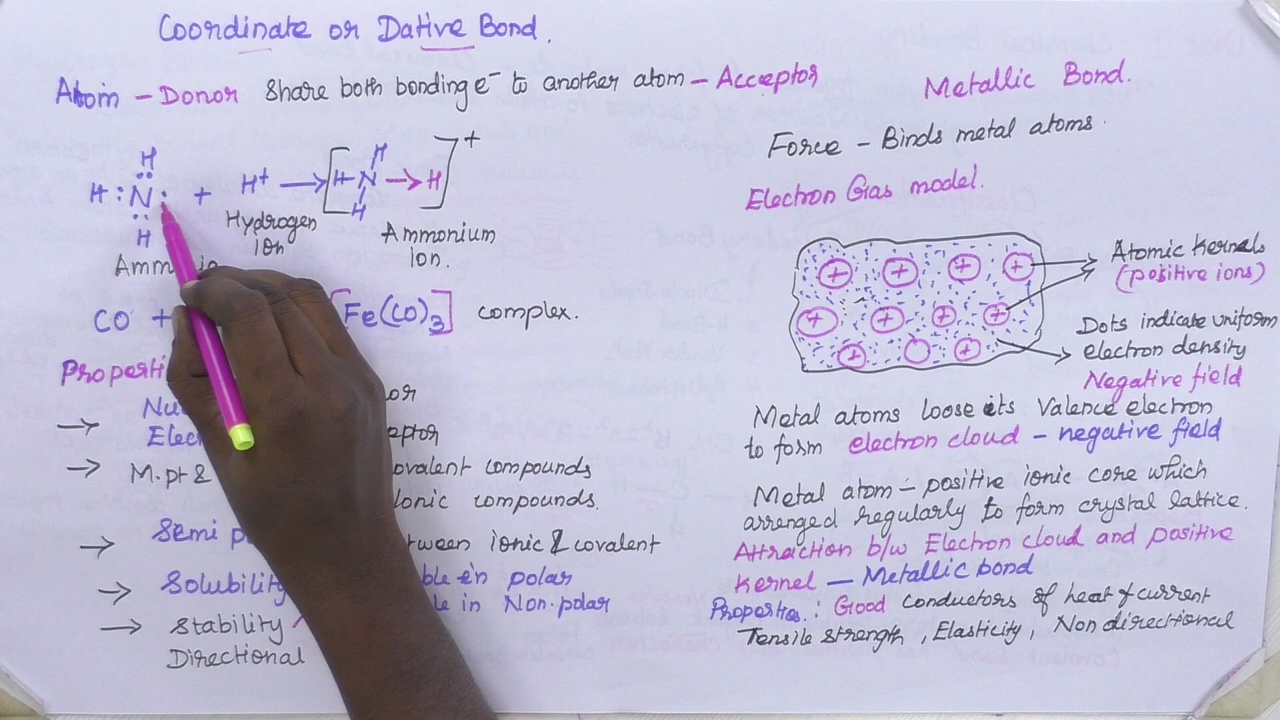 Coordinate or Dative Bond.
Atom - Donor Share both bonding e⁻ to another atom - Acceptor
H
H : N : + H⁺ → [H N → H]⁺
H
H
H
Hydrogen Ion
Ammonium Ion.
CO + [Fe(CO)3] complex.
M.pt &
ovalent compounds
Ionic compounds.
Semi
tween ionic & covalent
Solubility
ble in polar
le in Non-polar
Stability
Directional
Metallic Bond.
Force - Binds metal atoms.
Electron Gas model.
+ + + +
+ + + +
+ +
Atomic kernels
(positive ions)
Dots indicate uniform
electron density
Negative field
Metal atoms loose its Valence electron
to form electron cloud - negative field
Metal atom - positive ionic core which
arranged regularly to form crystal lattice.
Attraction b/w Electron cloud and positive
kernel - Metallic bond
Properties : Good conductors of heat & current
Tensile strength, Elasticity, Non directional